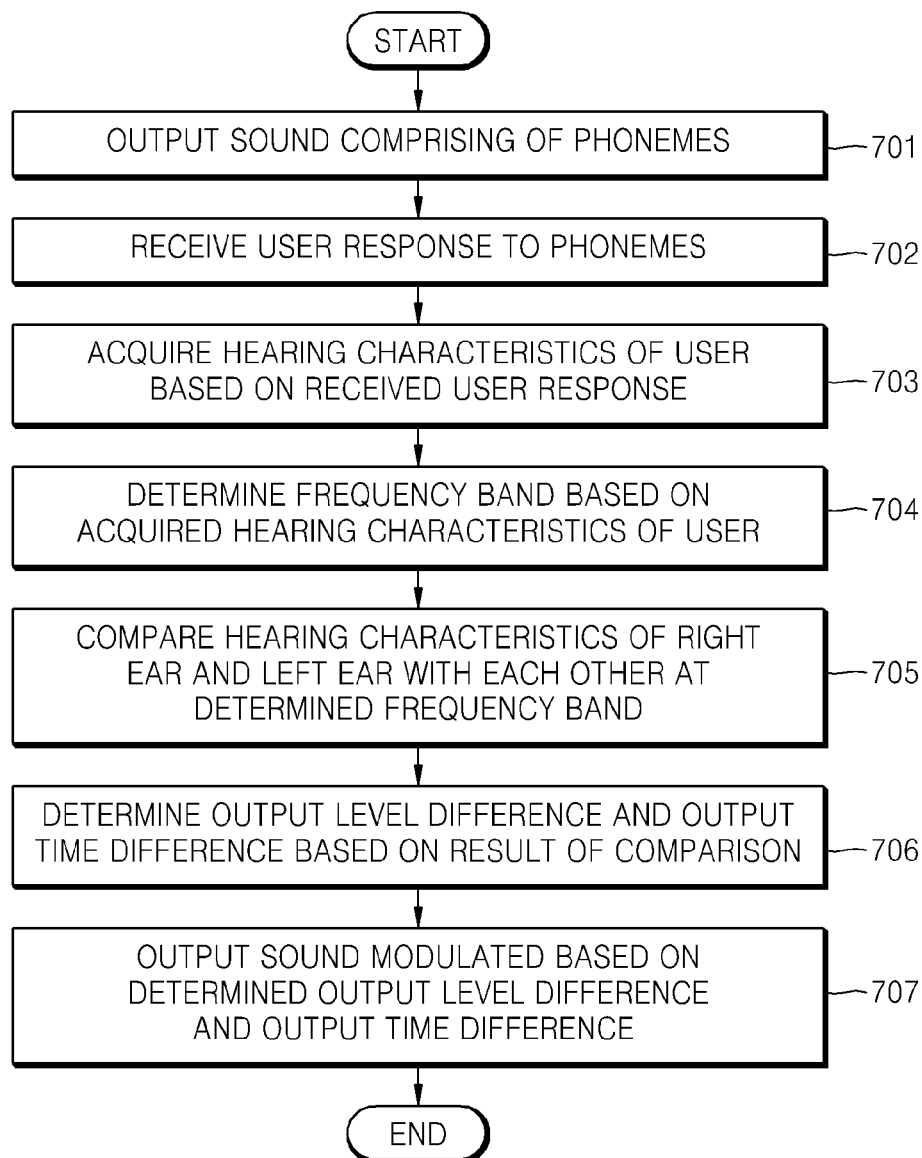 START
OUTPUT SOUND COMPRISING OF PHONEMES
701
RECEIVE USER RESPONSE TO PHONEMES
702
ACQUIRE HEARING CHARACTERISTICS OF USER
BASED ON RECEIVED USER RESPONSE
703
DETERMINE FREQUENCY BAND BASED ON
ACQUIRED HEARING CHARACTERISTICS OF USER
704
COMPARE HEARING CHARACTERISTICS OF RIGHT
EAR AND LEFT EAR WITH EACH OTHER AT
DETERMINED FREQUENCY BAND
705
DETERMINE OUTPUT LEVEL DIFFERENCE AND OUTPUT
TIME DIFFERENCE BASED ON RESULT OF COMPARISON
706
OUTPUT SOUND MODULATED BASED ON
DETERMINED OUTPUT LEVEL DIFFERENCE
AND OUTPUT TIME DIFFERENCE
707
END